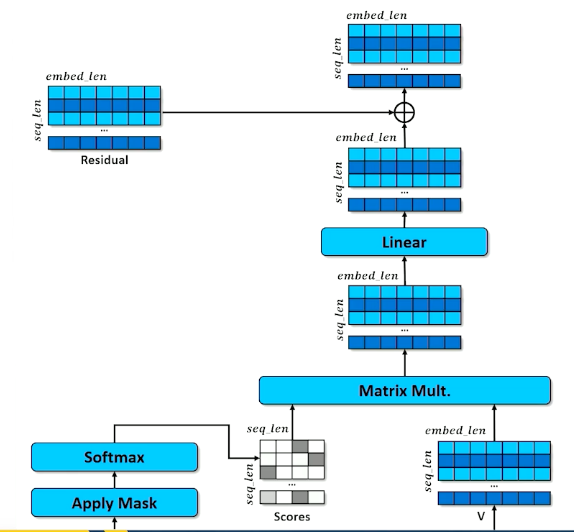 embed_len
seq_len
...
embed_len
seq_len
...
Residual
embed_len
seq_len
...
Linear
embed_len
seq_len
...
Matrix Mult.
seq_len
seq_len
...
Scores
embed_len
seq_len
...
V
Softmax
Apply Mask